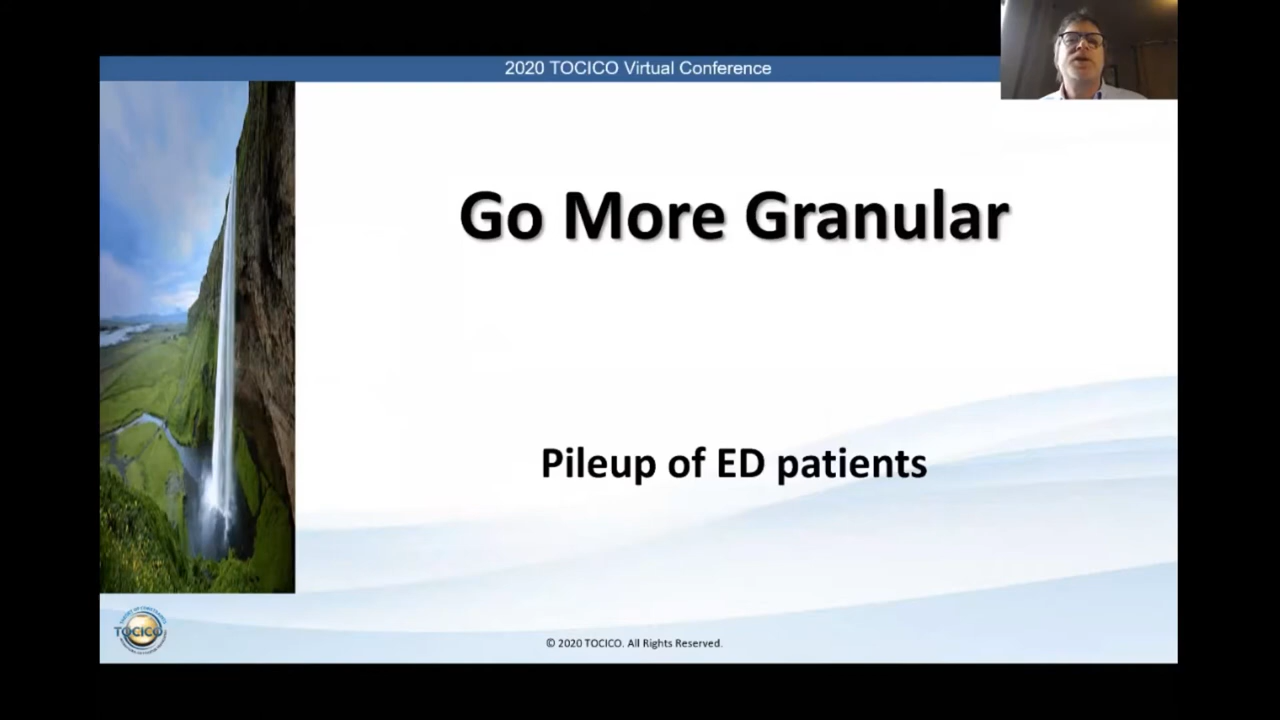 2020 TOCICO Virtual Conference
Go More Granular
Pileup of ED patients
TOCICO
© 2020 TOCICO. All Rights Reserved.